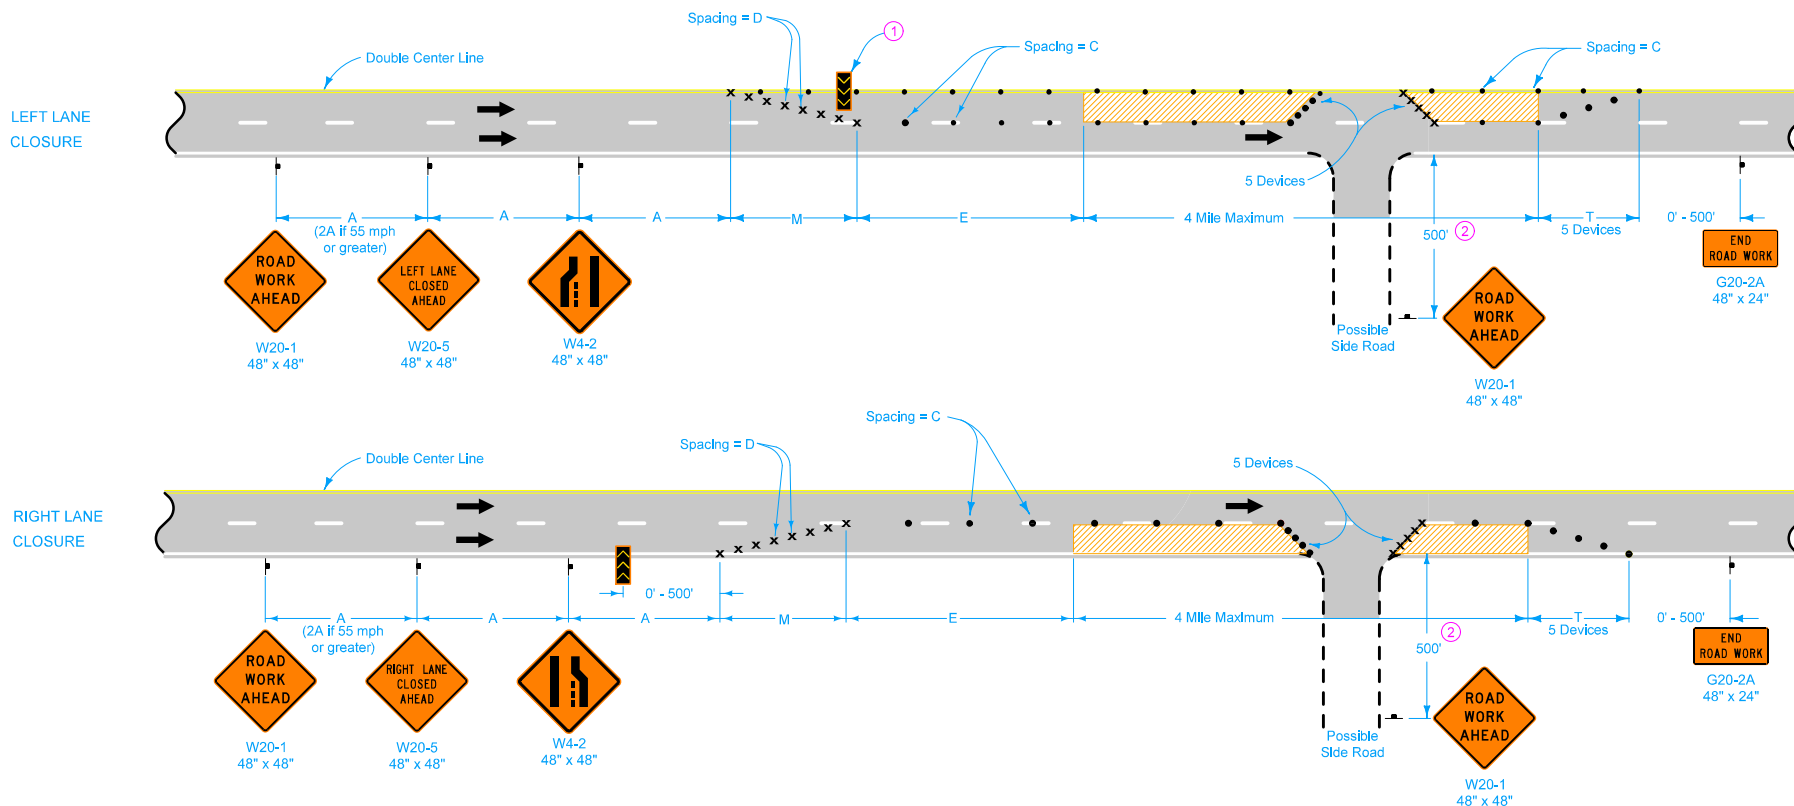 Spacing = D
1
Double Center Line
Spacing = C
Spacing = C
LEFT LANE
CLOSURE
5 Devices
A
A
A
M
E
4 Mile Maximum
T
5 Devices
0' - 500'
(2A if 55 mph
or greater)
500'
2
ROAD
WORK
AHEAD
LEFT LANE
CLOSED
AHEAD
END
ROAD WORK
G20-2A
48" x 24"
ROAD
WORK
AHEAD
Possible
Side Road
W20-1
48" x 48"
W20-5
48" x 48"
W4-2
48" x 48"
W20-1
48" x 48"
Spacing = C
Spacing = D
Double Center Line
5 Devices
RIGHT LANE
CLOSURE
0' - 500'
A
A
A
M
E
4 Mile Maximum
T
5 Devices
0' - 500'
(2A if 55 mph
or greater)
500'
2
ROAD
WORK
AHEAD
RIGHT LANE
CLOSED
AHEAD
END
ROAD WORK
G20-2A
48" x 24"
ROAD
WORK
AHEAD
Possible
Side Road
W20-1
48" x 48"
W20-5
48" x 48"
W4-2
48" x 48"
W20-1
48" x 48"